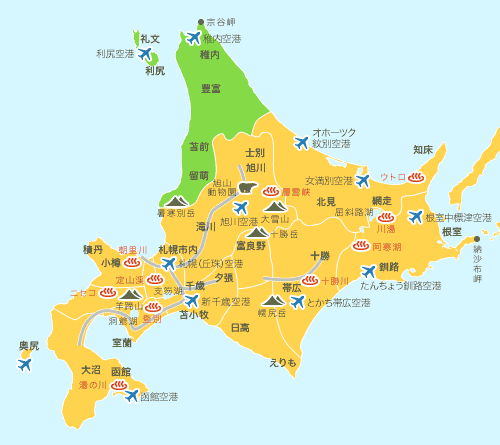 宗谷岬
礼文
稚内空港
利尻空港
稚内
利尻
豊富
オホーツク
紋別空港
苫前
士別
知床
留萌
旭川
ウトロ
旭山
動物園
層雲峡
女満別空港
北見
網走
暑寒別岳
旭川空港
大雪山
屈斜路湖
根室中標津空港
滝川
十勝岳
川湯
根室
積丹
朝里川
札幌市内
富良野
阿寒湖
納沙布岬
小樽
札幌(丘珠)空港
十勝
釧路
定山渓
夕張
十勝川
ニセコ
支笏湖
千歳
帯広
たんちょう釧路空港
羊蹄山
新千歳空港
幌尻岳
とかち帯広空港
洞爺湖
登別
苫小牧
日高
室蘭
奥尻
えりも
大沼
函館
湯の川
函館空港